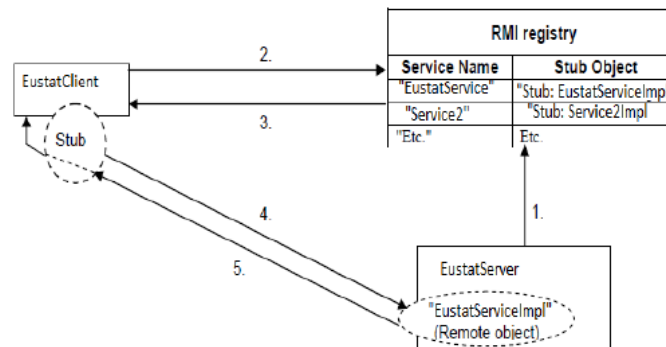 RMI registry
2.
Service Name Stub Object
EustatClient
"EustatService" "Stub: EustatServiceImp
"Service2" "Stub: Service2Impl
3.
"Etc." Etc.
Stub
4.
1.
5.
EustatServer
"EustatServiceImpl"
(Remote object)